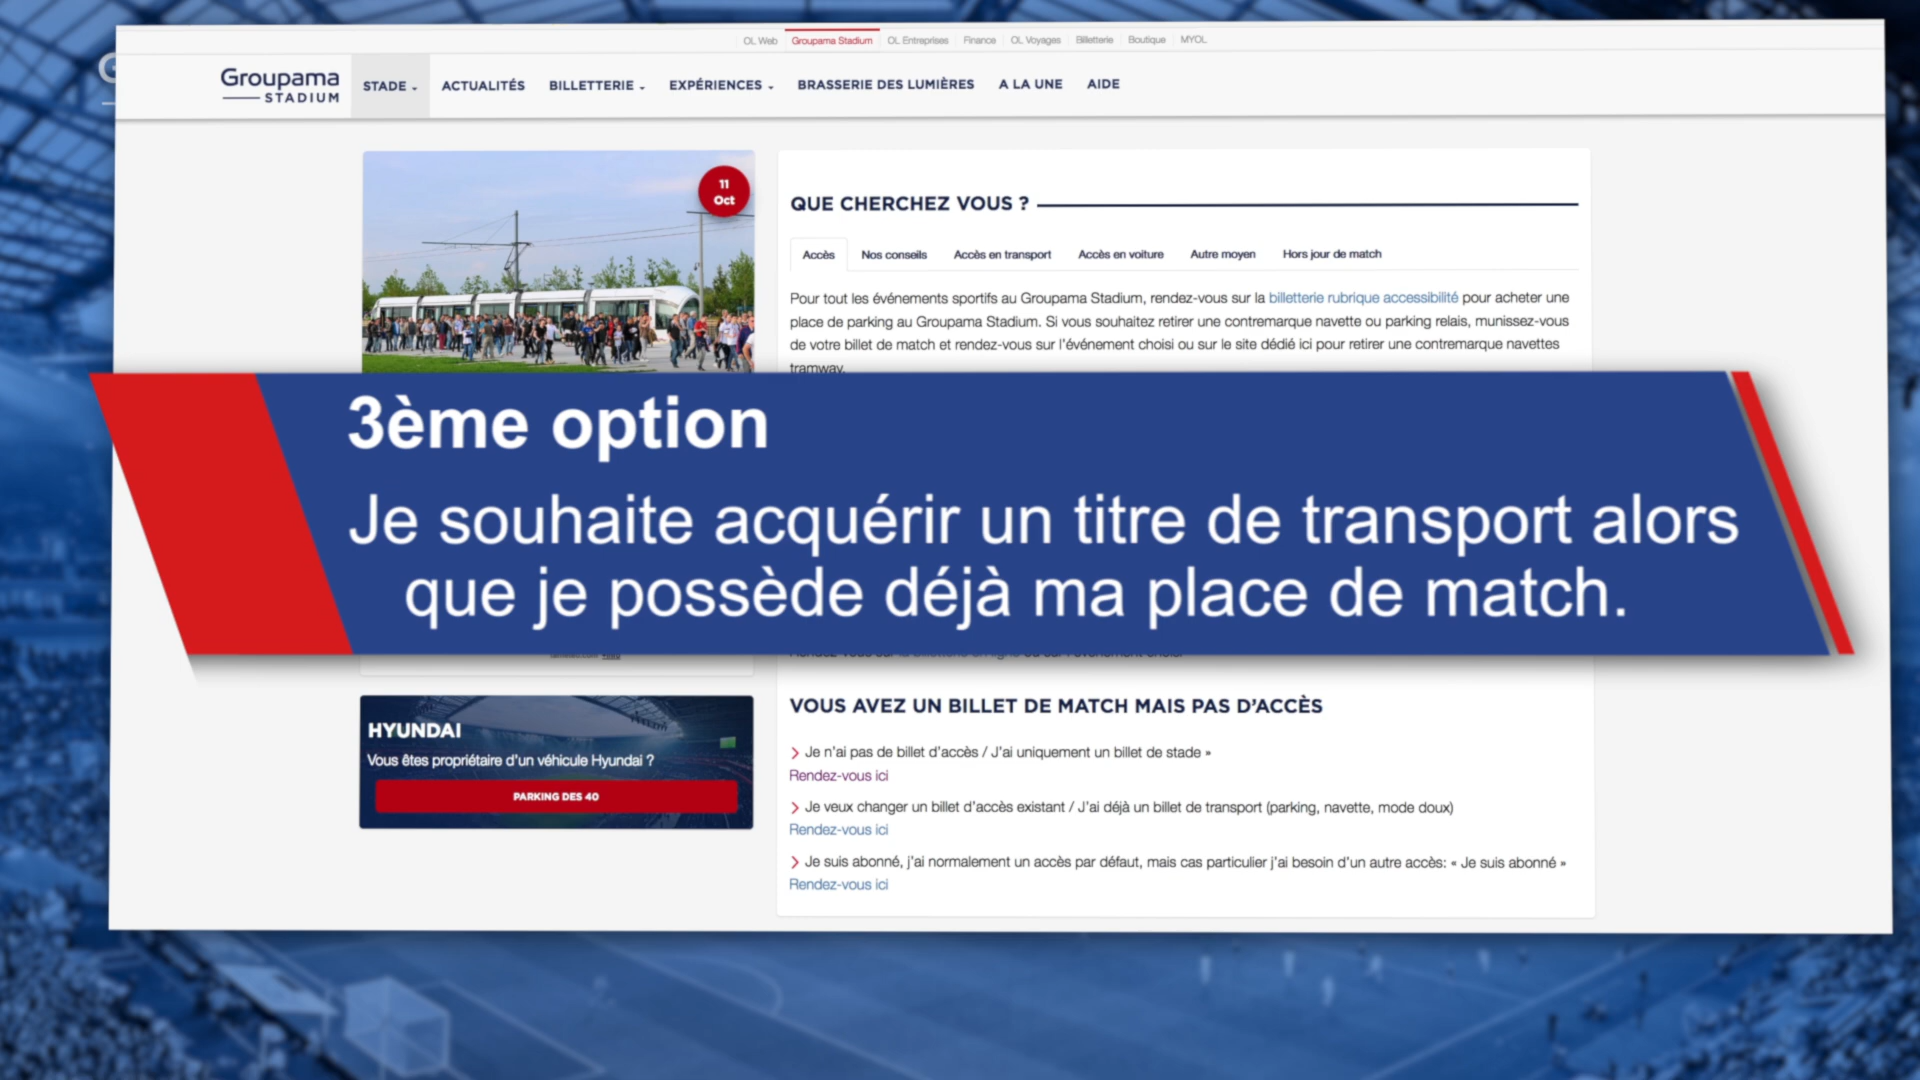 OL Web Groupama Stadium OL Entreprises Finance OL Voyages Billetterie Boutique MYOL
Groupama
STADIUM
STADE ACTUALITÉS BILLETTERIE EXPÉRIENCES BRASSERIE DES LUMIÈRES A LA UNE AIDE
11
Oct
QUE CHERCHEZ VOUS ?
Accès Nos conseils Accès en transport Accès en voiture Autre moyen Hors jour de match
Pour tout les événements sportifs au Groupama Stadium, rendez-vous sur la billetterie rubrique accessibilité pour acheter une
place de parking au Groupama Stadium. Si vous souhaitez retirer une contremarque navette ou parking relais, munissez-vous
de votre billet de match et rendez-vous sur l'événement choisi ou sur le site dédié ici pour retirer une contremarque navettes
tramway.
3ème option
Je souhaite acquérir un titre de transport alors
que je possède déjà ma place de match.
HYUNDAI
Vous êtes propriétaire d'un véhicule Hyundai ?
PARKING DES 40
VOUS AVEZ UN BILLET DE MATCH MAIS PAS D'ACCÈS
Je n'ai pas de billet d'accès / J'ai uniquement un billet de stade »
Rendez-vous ici
Je veux changer un billet d'accès existant / J'ai déjà un billet de transport (parking, navette, mode doux)
Rendez-vous ici
Je suis abonné, j'ai normalement un accès par défaut, mais cas particulier j'ai besoin d'un autre accès: « Je suis abonné »
Rendez-vous ici